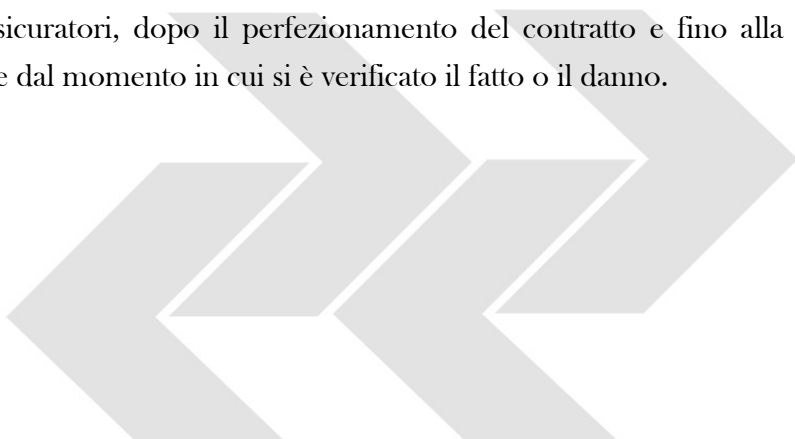 sicuratori, dopo il perfezionamento del contratto e fino alla
e dal momento in cui si è verificato il fatto o il danno.